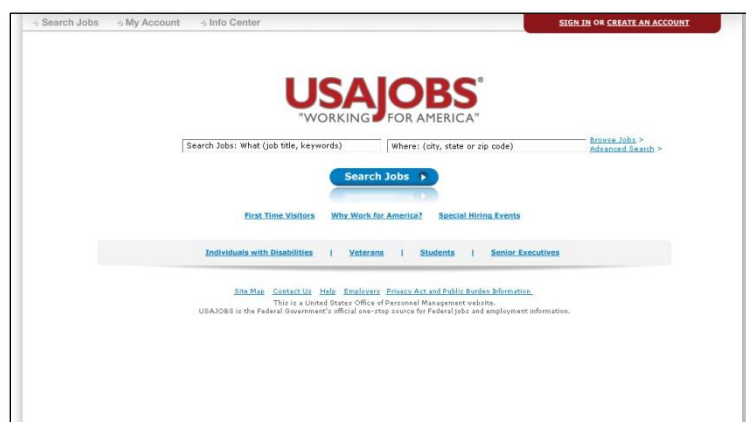 Search Jobs My Account Info Center SIGN IN OR CREATE AN ACCOUNT
USAJOBS®
"WORKING FOR AMERICA"
Search Jobs: What (job title, keywords) Where: (city, state or zip code) Browse Jobs >
Advanced Search >
Search Jobs
First Time Visitors Why Work for America? Special Hiring Events
Individuals with Disabilities | Veterans | Students | Senior Executives
Site Map Contact Us Help Employers Privacy Act and Public Burden Information
This is a United States Office of Personnel Management website.
USAJOBS is the Federal Government's official one-stop source for Federal jobs and employment information.